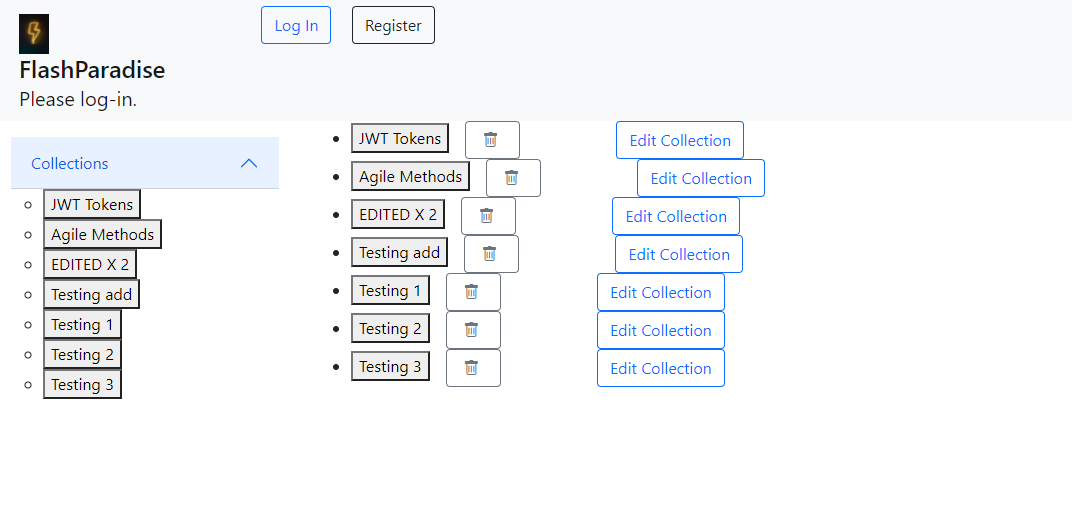 Log In Register
FlashParadise
Please log-in.
Collections
JWT Tokens
Agile Methods
EDITED X 2
Testing add
Testing 1
Testing 2
Testing 3
JWT Tokens Edit Collection
Agile Methods Edit Collection
EDITED X 2 Edit Collection
Testing add Edit Collection
Testing 1 Edit Collection
Testing 2 Edit Collection
Testing 3 Edit Collection